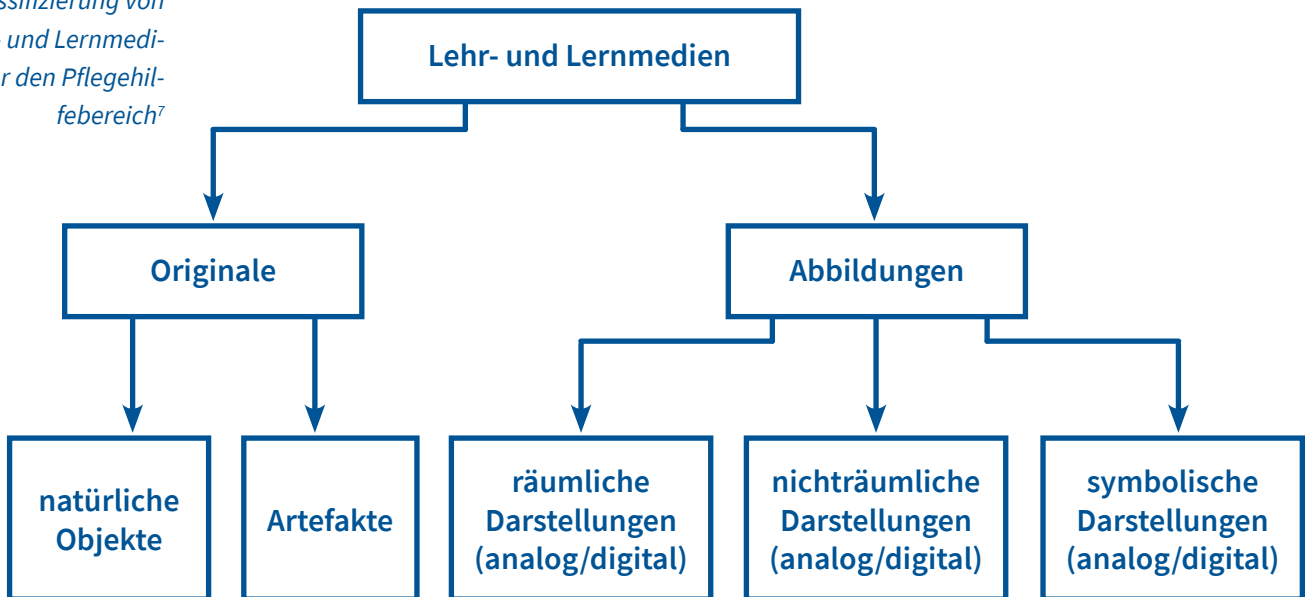 von
- und Lernmedi-
den Pflegehil-
febereich⁷
Lehr- und Lernmedien
Originale
Abbildungen
natürliche
Objekte
Artefakte
räumliche
Darstellungen
(analog/digital)
nichträumliche
Darstellungen
(analog/digital)
symbolische
Darstellungen
(analog/digital)